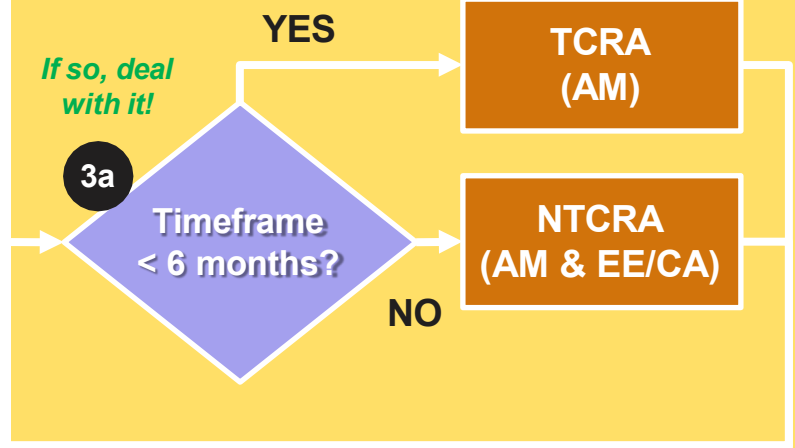 YES
If so, deal
with it!
3a
Timeframe
< 6 months?
TCRA
(AM)
NTCRA
(AM & EE/CA)
NO